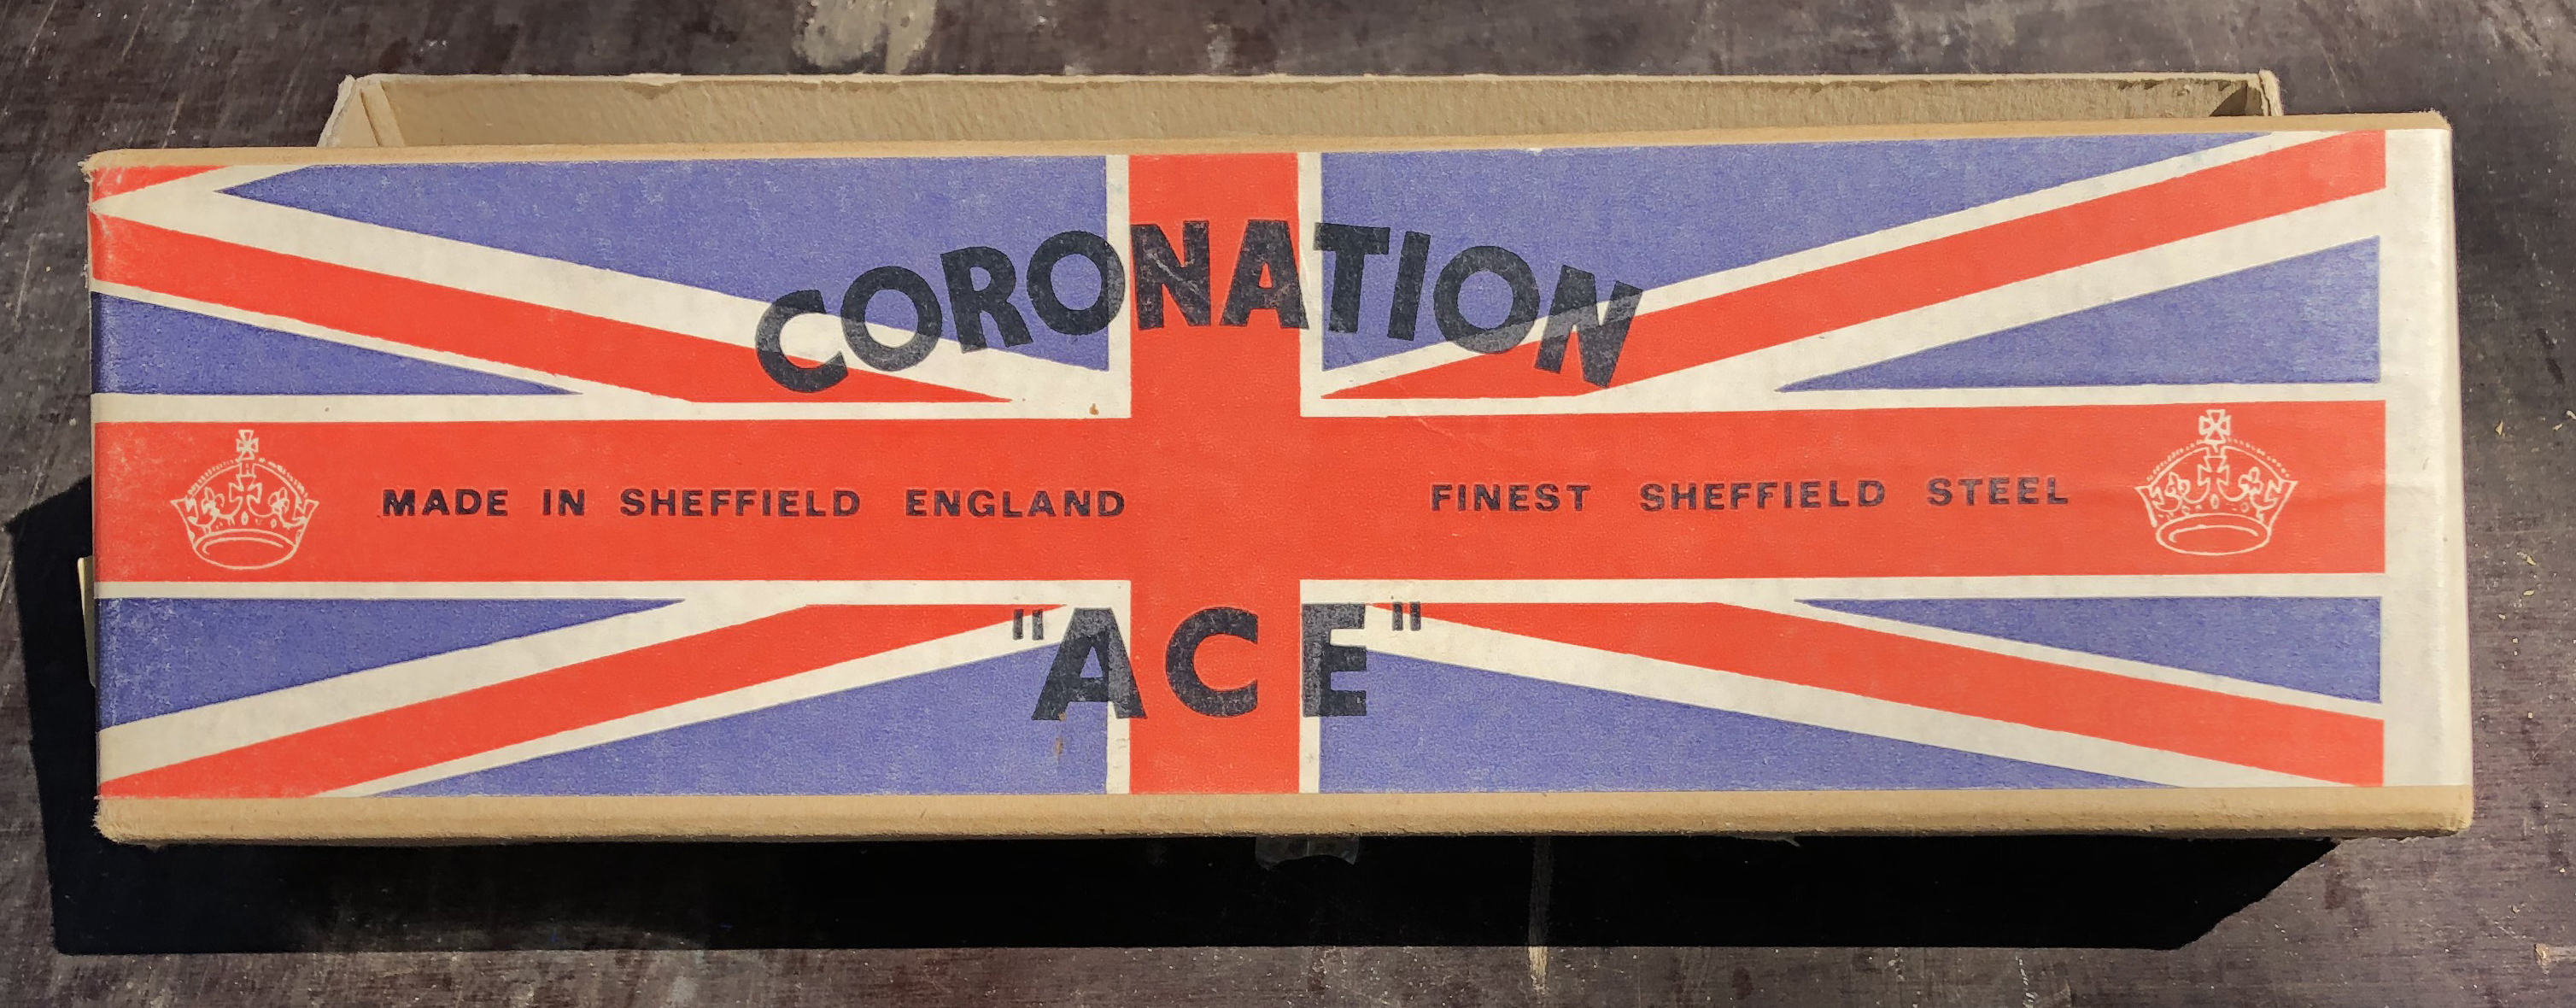 CORONATION
MADE IN SHEFFIELD ENGLAND
FINEST SHEFFIELD STEEL
"ACE"